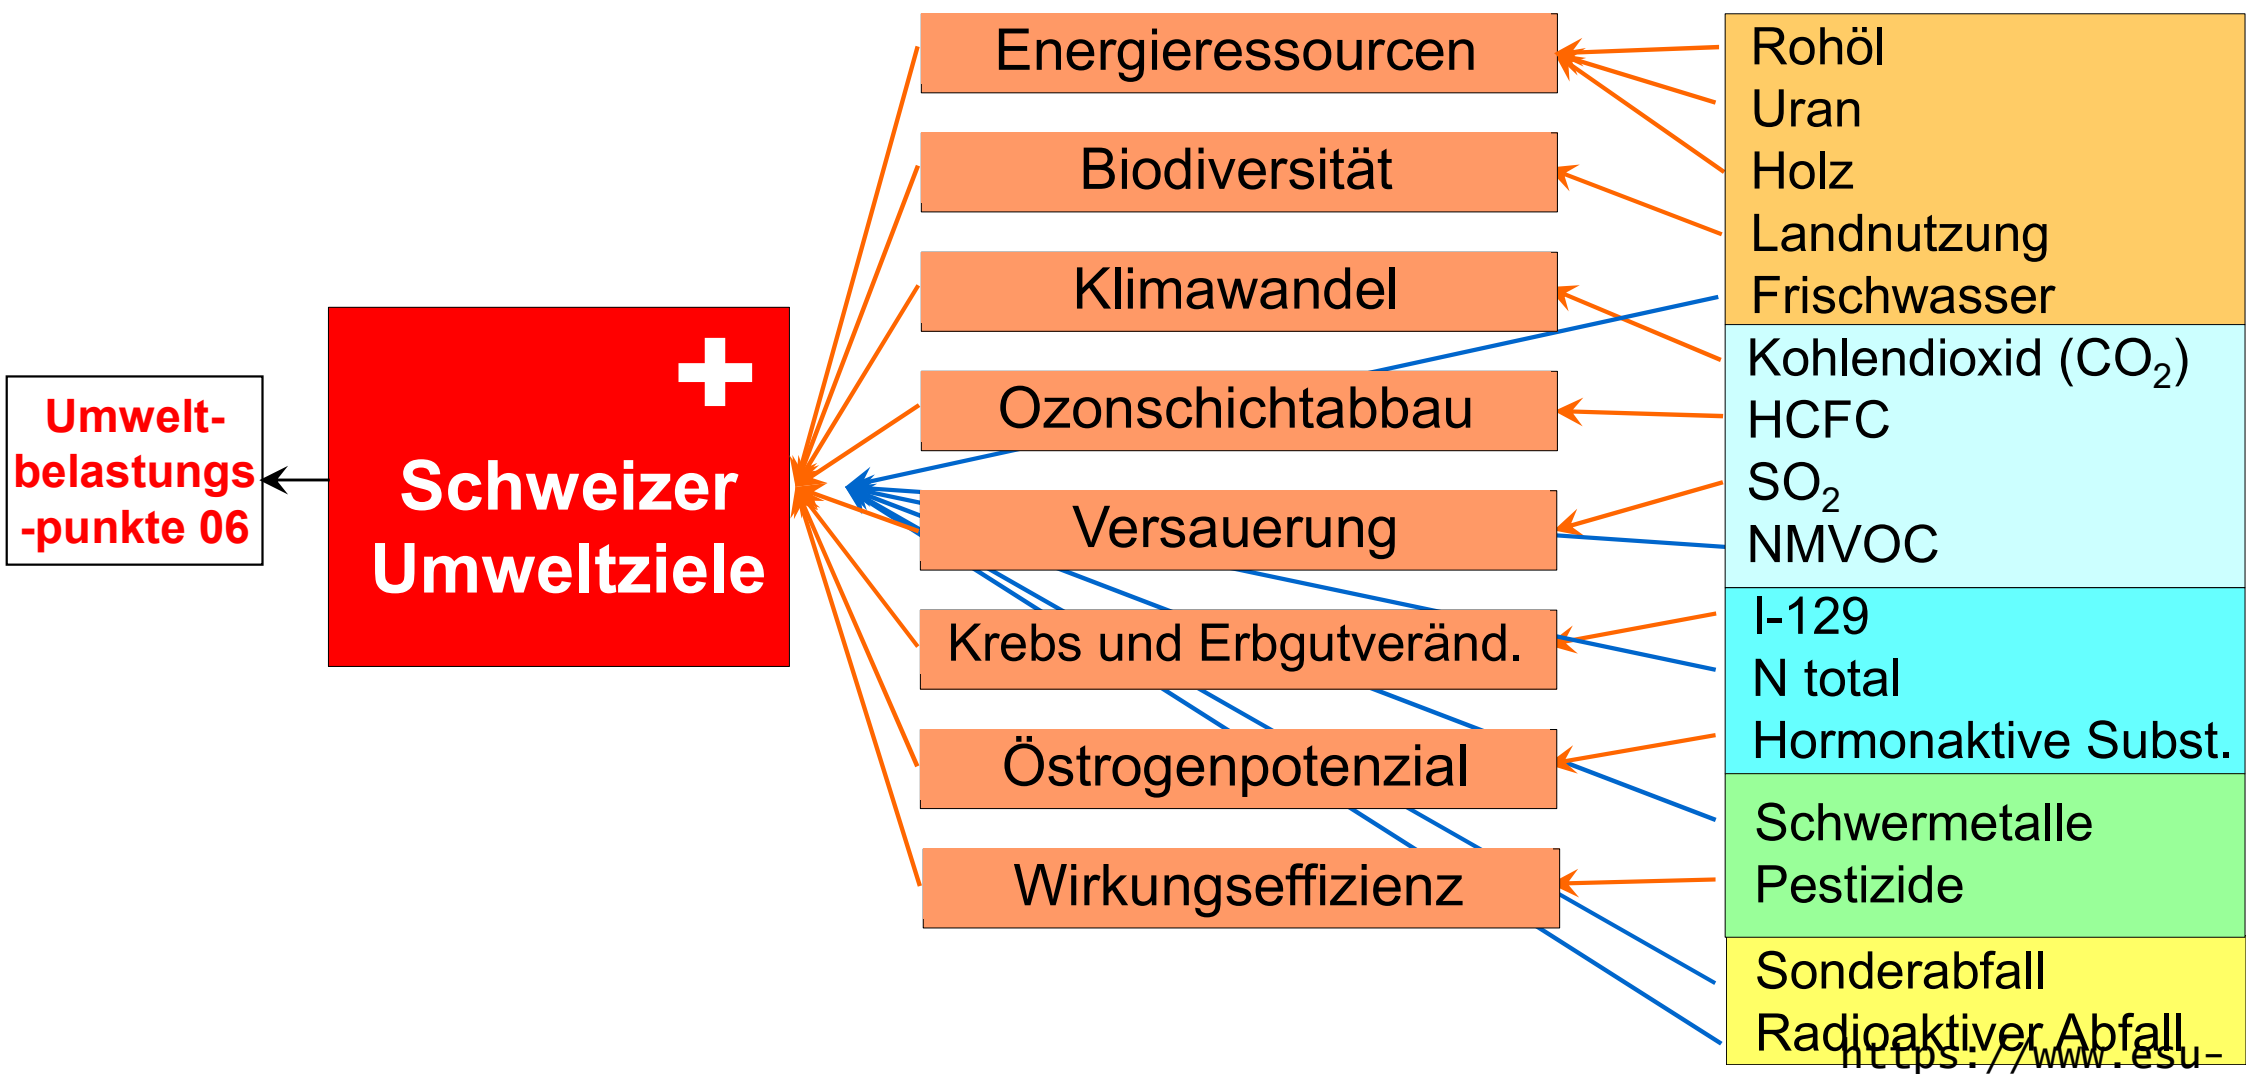 Umwelt-
belastungs
-punkte 06
Schweizer
Umweltziele
Energieressourcen
Biodiversität
Klimawandel
Ozonschichtabbau
Versauerung
Krebs und Erbgutveränd.
Östrogenpotenzial
Wirkungseffizienz
Rohöl
Uran
Holz
Landnutzung
Frischwasser
Kohlendioxid (CO₂)
HCFC
SO₂
NMVOC
I-129
N total
Hormonaktive Subst.
Schwermetalle
Pestizide
Sonderabfall
Radioaktiver Abfall
https://www.esu-